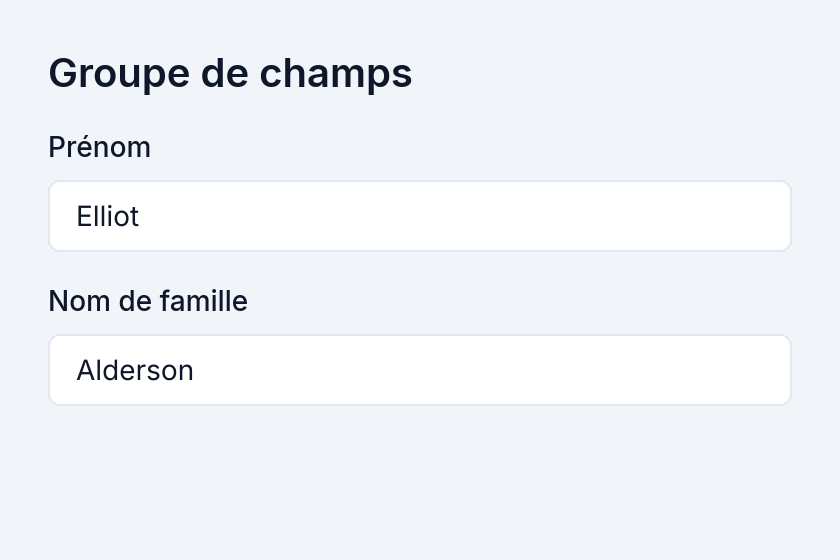 Groupe de champs
Prénom
Elliot
Nom de famille
Alderson